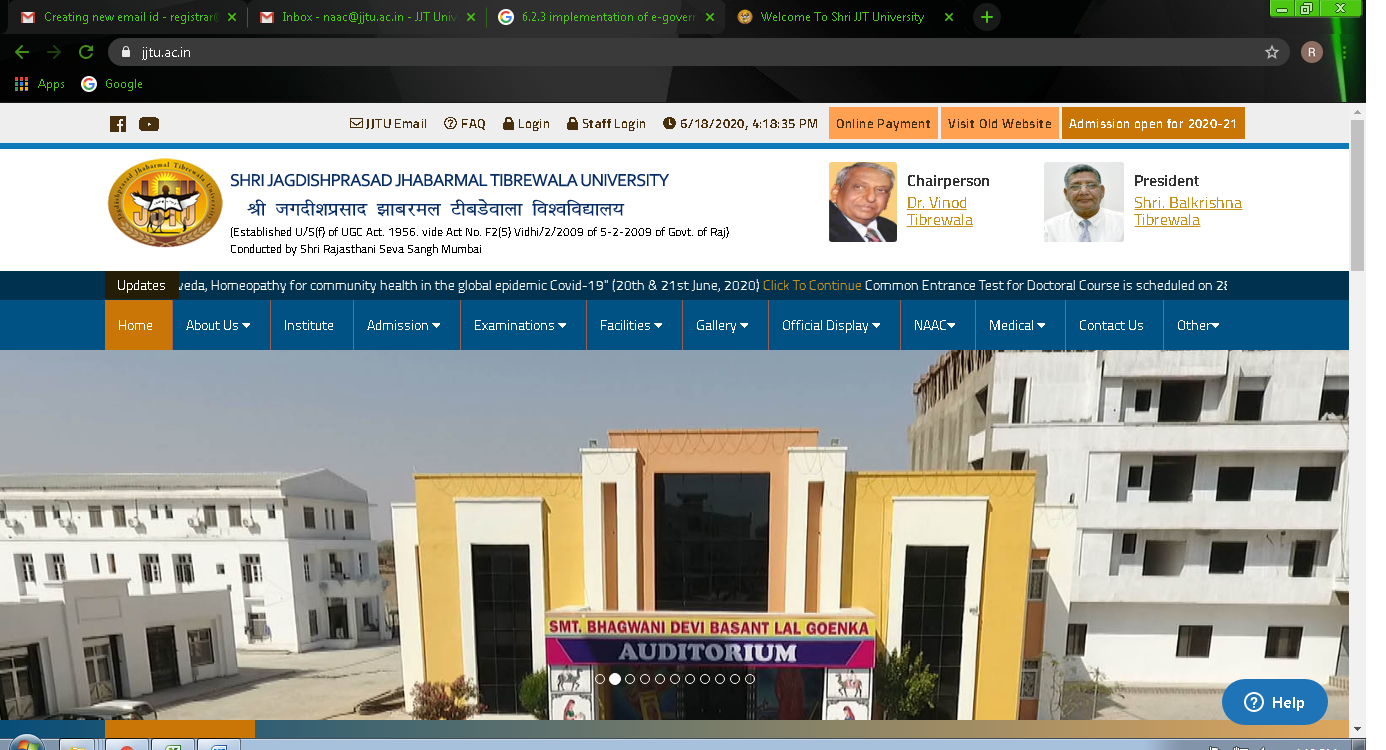 Creating new email id - registrar
Inbox - naac@jjtu.ac.in - JJT Univ
6.2.3 implementation of e-govern
Welcome To Shri JJT University
jjtu.ac.in
R
Apps
Google
JJTU Email
FAQ
Login
Staff Login
6/18/2020, 4:18:35 PM
Online Payment
Visit Old Website
Admission open for 2020-21
SHRI JAGDISHPRASAD JHABARMAL TIBREWALA UNIVERSITY
श्री जगदीशप्रसाद झाबरमल टीबडेवाला विश्वविद्यालय
(Established U/S(f) of UGC Act. 1956. vide Act No. F2(5) Vidhi/2/2009 of 5-2-2009 of Govt. of Raj)
Conducted by Shri Rajasthani Seva Sangh Mumbai
Chairperson
Dr. Vinod
Tibrewala
President
Shri. Balkrishna
Tibrewala
Updates
veda, Homeopathy for community health in the global epidemic Covid-19" (20th & 21st June, 2020) Click To Continue Common Entrance Test for Doctoral Course is scheduled on 28
Home
About Us
Institute
Admission
Examinations
Facilities
Gallery
Official Display
NAAC
Medical
Contact Us
Other
SMT. BHAGWANI DEVI BASANT LAL GOENKA
AUDITORIUM
Help